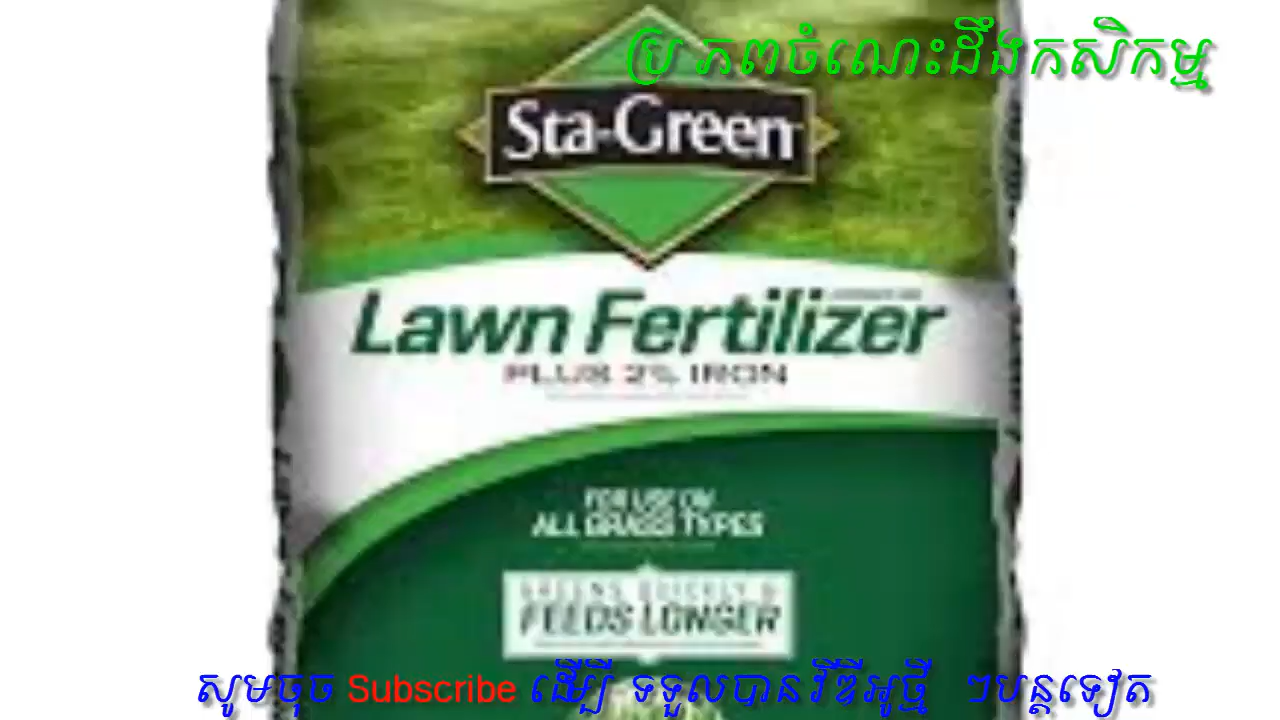 ប្រភពចំណេះដឹងកសិកម្ម
Sta-Green
Lawn Fertilizer
PLUS 2% IRON
FOR USE ON
ALL GRASS TYPES
GREENS QUICKLY &
FEEDS LONGER
សូមចុច Subscribe ដើម្បី ទទួលបានវីឌីអូថ្មី ៗបន្តទៀត